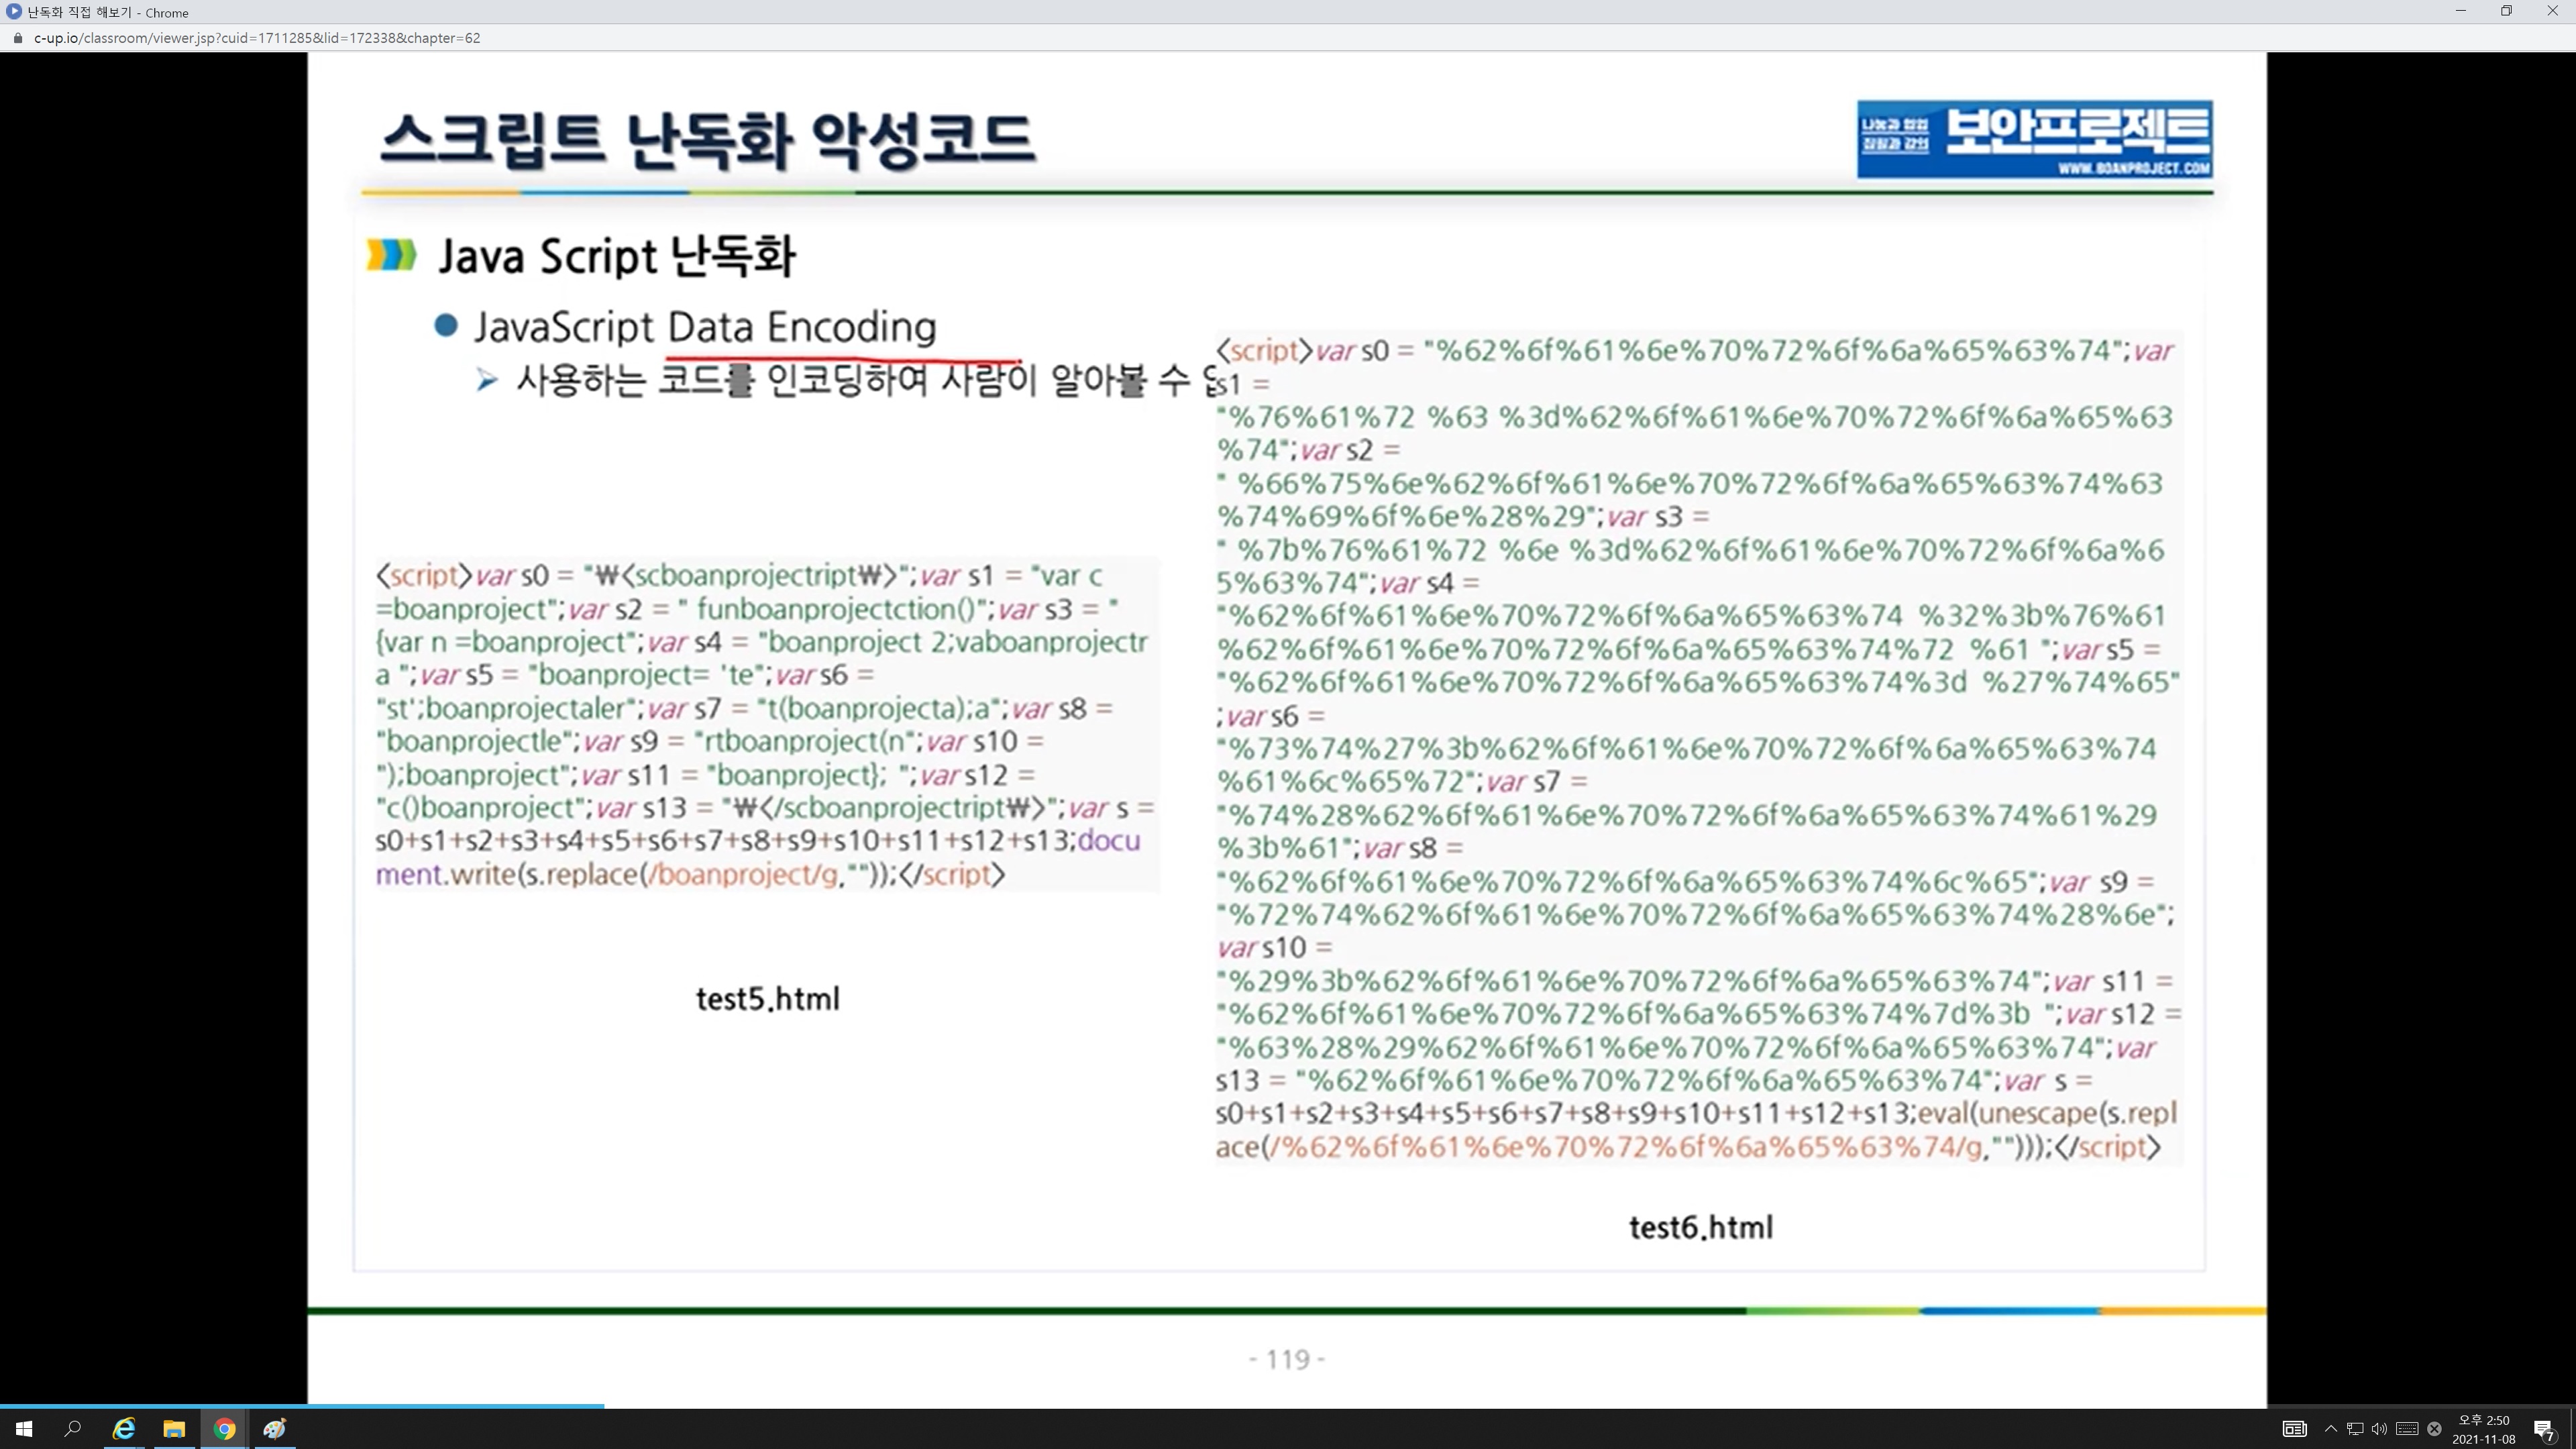 난독화 직접 해보기 - Chrome
c-up.io/classroom/viewer.jsp?cuid=1711285&lid=172338&chapter=62
스크립트 난독화 악성코드
나눔과 협업
집필과 강의
보안프로젝트
WWW.BOANPROJECT.COM
Java Script 난독화
JavaScript Data Encoding
사용하는 코드를 인코딩하여 사람이 알아볼 수
<script>var s0 = "₩<scboanprojectript₩>";var s1 = "var c
=boanproject";var s2 = " funboanprojectction()";var s3 = "
{var n =boanproject";var s4 = "boanproject 2;vaboanprojectr
a ";var s5 = "boanproject= 'te";var s6 =
"st';boanprojectaler";var s7 = "t(boanprojecta);a";var s8 =
"boanprojectle";var s9 = "rtboanproject(n";var s10 =
");boanproject";var s11 = "boanproject}; ";var s12 =
"c()boanproject";var s13 = "₩</scboanprojectript₩>";var s =
s0+s1+s2+s3+s4+s5+s6+s7+s8+s9+s10+s11+s12+s13;docu
ment.write(s.replace(/boanproject/g,""));</script>
test5.html
<script>var s0 = "%62%6f%61%6e%70%72%6f%6a%65%63%74";var
s1 =
"%76%61%72 %63 %3d%62%6f%61%6e%70%72%6f%6a%65%63
%74";var s2 =
" %66%75%6e%62%6f%61%6e%70%72%6f%6a%65%63%74%63
%74%69%6f%6e%28%29";var s3 =
" %7b%76%61%72 %6e %3d%62%6f%61%6e%70%72%6f%6a%6
5%63%74";var s4 =
"%62%6f%61%6e%70%72%6f%6a%65%63%74 %32%3b%76%61
%62%6f%61%6e%70%72%6f%6a%65%63%74%72 %61 ";var s5 =
"%62%6f%61%6e%70%72%6f%6a%65%63%74%3d %27%74%65"
;var s6 =
"%73%74%27%3b%62%6f%61%6e%70%72%6f%6a%65%63%74
%61%6c%65%72";var s7 =
"%74%28%62%6f%61%6e%70%72%6f%6a%65%63%74%61%29
%3b%61";var s8 =
"%62%6f%61%6e%70%72%6f%6a%65%63%74%6c%65";var s9 =
"%72%74%62%6f%61%6e%70%72%6f%6a%65%63%74%28%6e";
var s10 =
"%29%3b%62%6f%61%6e%70%72%6f%6a%65%63%74";var s11 =
"%62%6f%61%6e%70%72%6f%6a%65%63%74%7d%3b ";var s12 =
"%63%28%29%62%6f%61%6e%70%72%6f%6a%65%63%74";var
s13 = "%62%6f%61%6e%70%72%6f%6a%65%63%74";var s =
s0+s1+s2+s3+s4+s5+s6+s7+s8+s9+s10+s11+s12+s13;eval(unescape(s.repl
ace(/%62%6f%61%6e%70%72%6f%6a%65%63%74/g,"")));</script>
test6.html
- 119 -
오후 2:50
2021-11-08
7